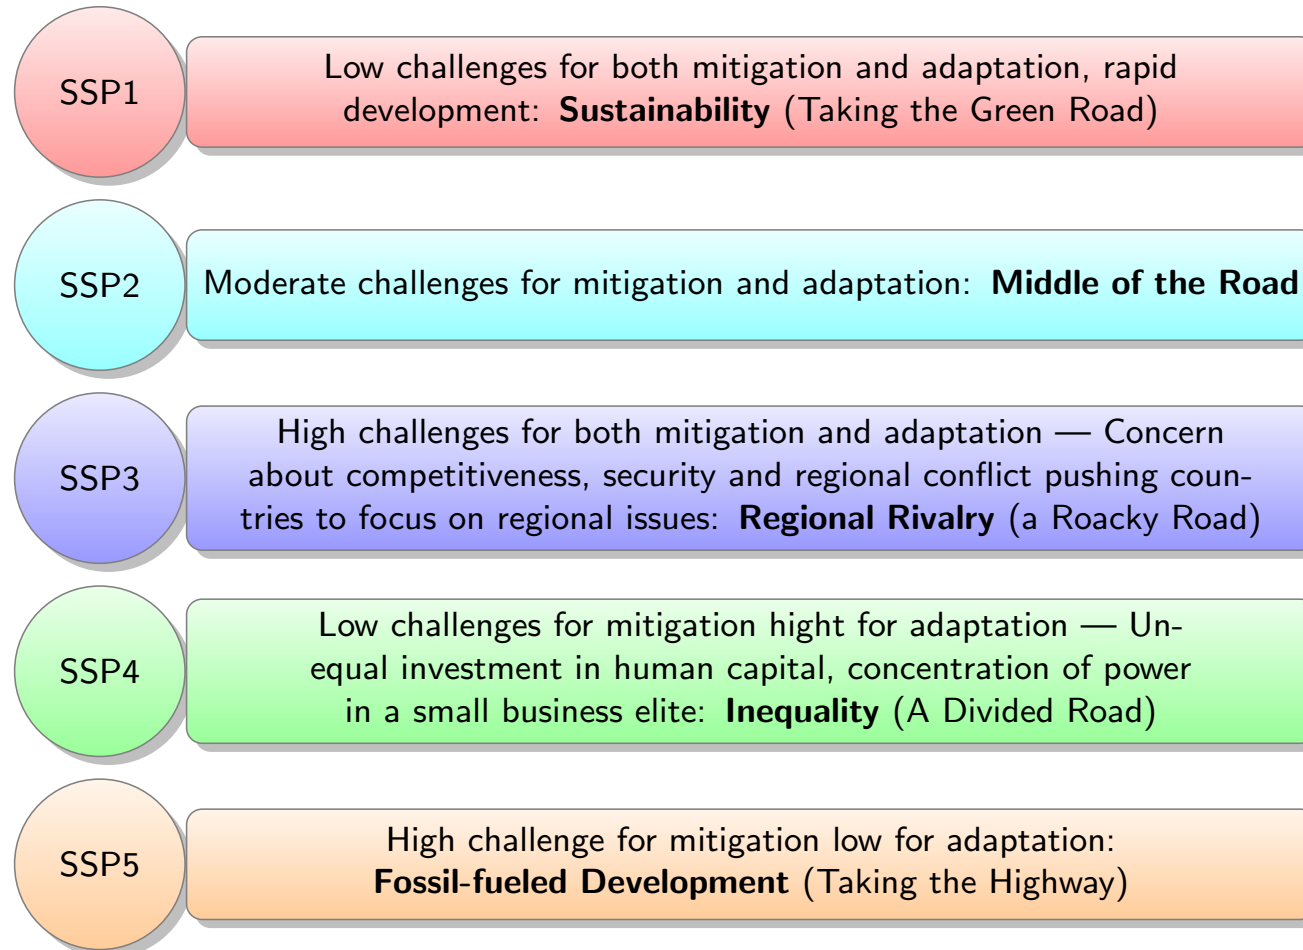 SSP1
Low challenges for both mitigation and adaptation, rapid
development: Sustainability (Taking the Green Road)
SSP2
Moderate challenges for mitigation and adaptation: Middle of the Road
SSP3
High challenges for both mitigation and adaptation — Concern
about competitiveness, security and regional conflict pushing coun-
tries to focus on regional issues: Regional Rivalry (a Roacky Road)
SSP4
Low challenges for mitigation hight for adaptation — Un-
equal investment in human capital, concentration of power
in a small business elite: Inequality (A Divided Road)
SSP5
High challenge for mitigation low for adaptation:
Fossil-fueled Development (Taking the Highway)